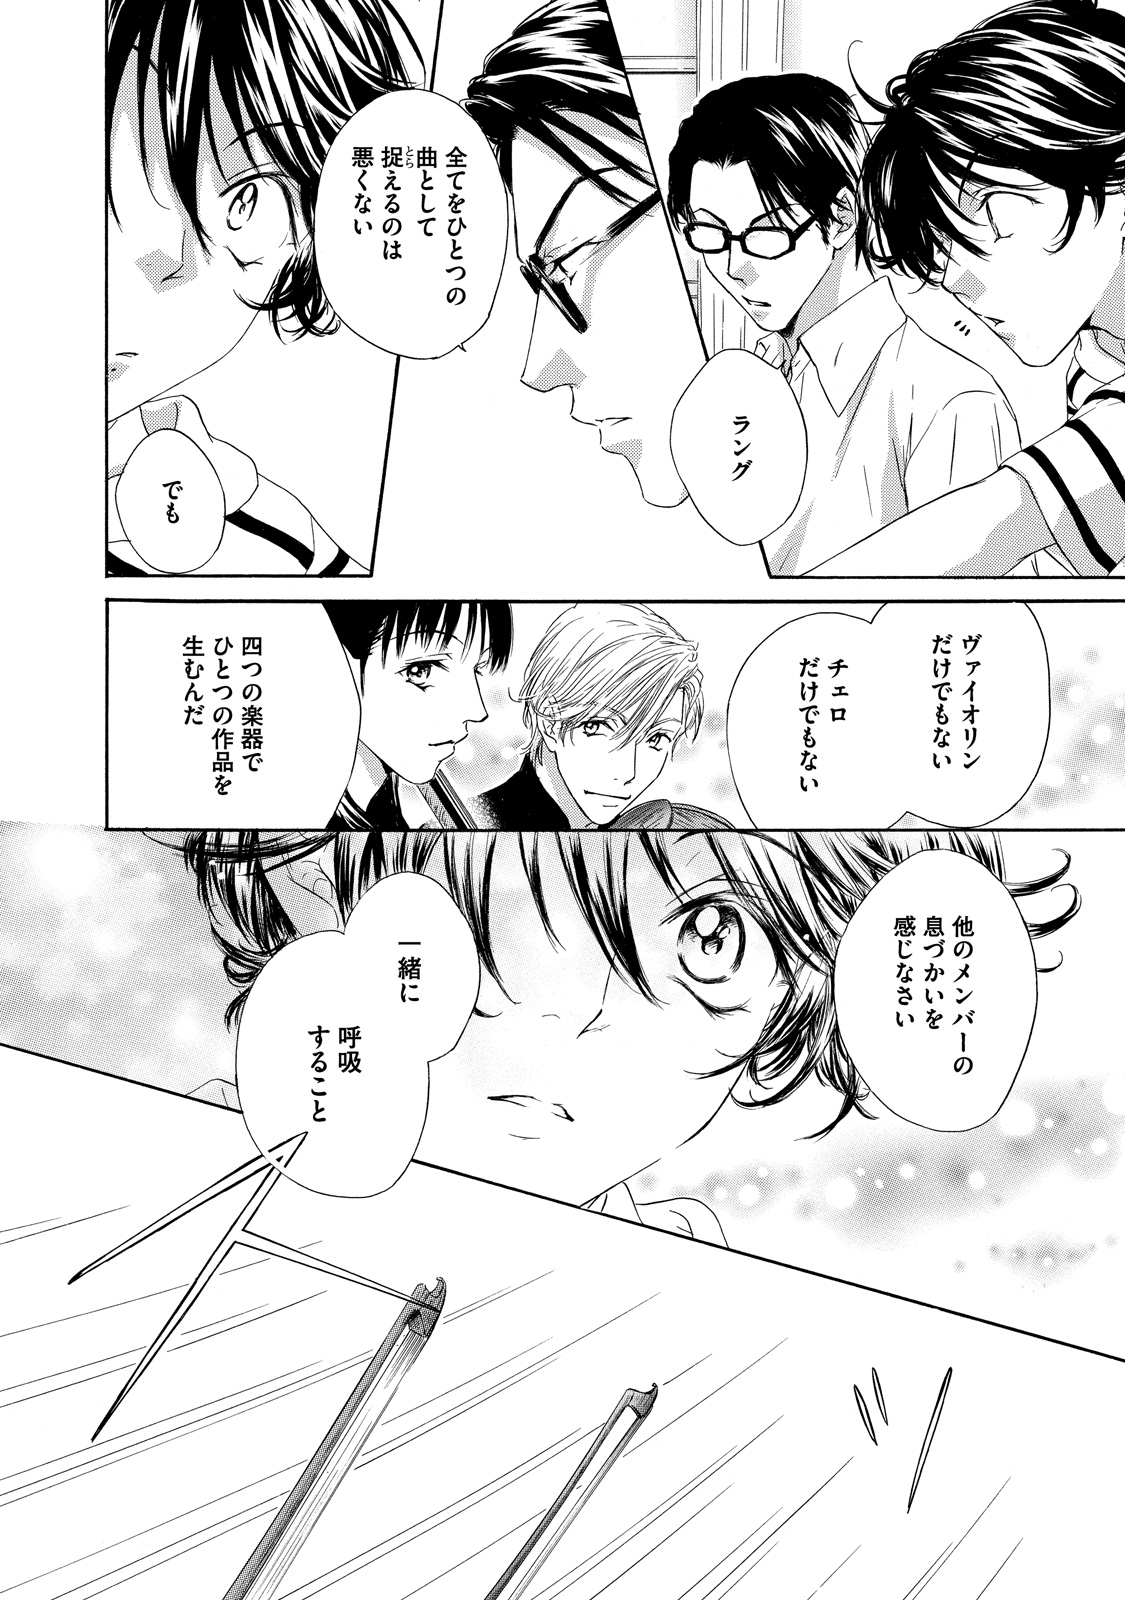 ラング
全てをひとつの
曲として
捉えるのは
とら
悪くない
でも
ヴァイオリン
だけでもない
チェロ
だけでもない
四つの楽器で
ひとつの作品を
生むんだ
他のメンバーの
息づかいを
感じなさい
一緒に
呼吸
すること